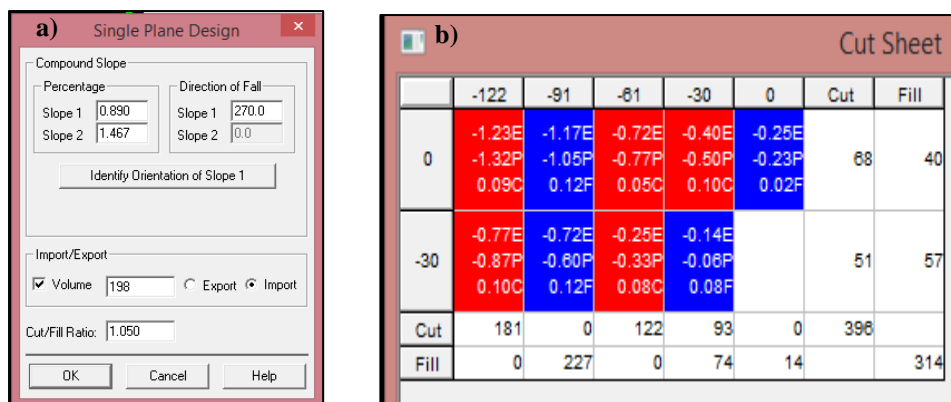 a) Single Plane Design ×
Compound Slope
Percentage Direction of Fall
Slope 1 0.890 Slope 1 270.0
Slope 2 1.467 Slope 2 0.0
Identify Orientation of Slope 1
Import/Export
Volume 198 Export Import
Cut/Fill Ratio: 1.050
OK Cancel Help
b) Cut Sheet
-122 -91 -61 -30 0 Cut Fill
-1.23E -1.17E -0.72E -0.40E -0.25E
0 -1.32P -1.05P -0.77P -0.50P -0.23P 68 40
0.09C 0.12F 0.05C 0.10C 0.02F
-0.77E -0.72E -0.25E -0.14E
-30 -0.87P -0.60P -0.33P -0.06P 51 57
0.10C 0.12F 0.08C 0.08F
Cut 181 0 122 93 0 396
Fill 0 227 0 74 14 314